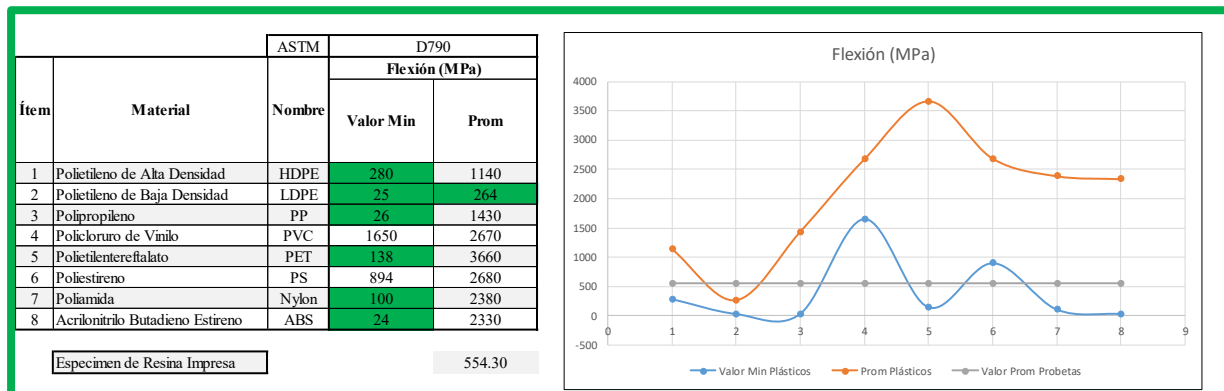 ASTM D790
Flexión (MPa)
Ítem Material Nombre Valor Min Prom
1 Polietileno de Alta Densidad HDPE 280 1140
2 Polietileno de Baja Densidad LDPE 25 264
3 Polipropileno PP 26 1430
4 Policloruro de Vinilo PVC 1650 2670
5 Polietilentereftalato PET 138 3660
6 Poliestireno PS 894 2680
7 Poliamida Nylon 100 2380
8 Acrilonitrilo Butadieno Estireno ABS 24 2330
Especimen de Resina Impresa 554.30
Flexión (MPa)
4000
3500
3000
2500
2000
1500
1000
500
0
-500
0 1 2 3 4 5 6 7 8 9
Valor Min Plásticos Prom Plásticos Valor Prom Probetas